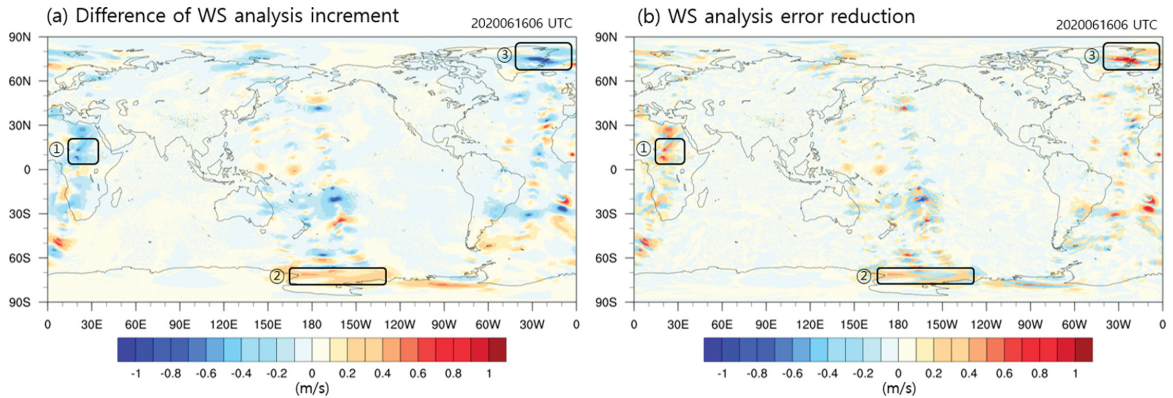 (a) Difference of WS analysis increment
2020061606 UTC
90N
60N
30N
0
30S
60S
90S
①
②
③
0 30E 60E 90E 120E 150E 180 150W 120W 90W 60W 30W 0
-1 -0.8 -0.6 -0.4 -0.2 0 0.2 0.4 0.6 0.8 1
(m/s)
(b) WS analysis error reduction
2020061606 UTC
90N
60N
30N
0
30S
60S
90S
①
②
③
0 30E 60E 90E 120E 150E 180 150W 120W 90W 60W 30W 0
-1 -0.8 -0.6 -0.4 -0.2 0 0.2 0.4 0.6 0.8 1
(m/s)